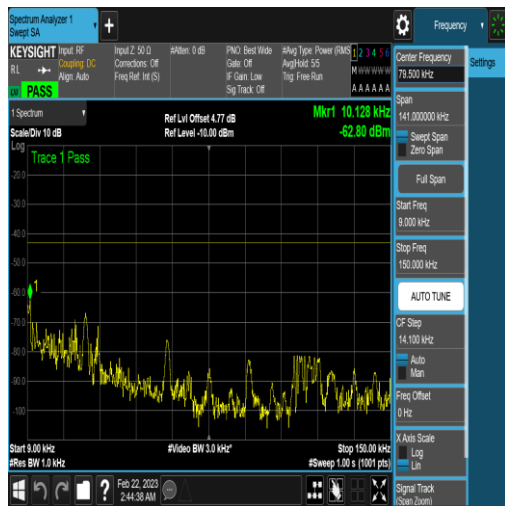 Spectrum Analyzer 1
Swept SA
+
Frequency
KEYSIGHT
Input: RF
Coupling: DC
Align: Auto
Input Z: 50 Ω
Corrections: Off
Freq Ref: Int (S)
#Atten: 0 dB
PNO: Best Wide
Gate: Off
IF Gain: Low
Sig Track: Off
#Avg Type: Power (RMS
Avg|Hold: 5/5
Trig: Free Run
1 2 3 4 5 6
M W W W W W
A A A A A A
RL
PASS
1 Spectrum
Scale/Div 10 dB
Ref Lvl Offset 4.77 dB
Ref Level -10.00 dBm
Mkr1 10.128 kHz
-62.80 dBm
Log
Trace 1 Pass
-20.0
-30.0
-40.0
-50.0
-60.0
1
-70.0
-80.0
-90.0
-100
Start 9.00 kHz
#Res BW 1.0 kHz
#Video BW 3.0 kHz*
Stop 150.00 kHz
#Sweep 1.00 s (1001 pts)
Center Frequency
79.500 kHz
Settings
Span
141.000000 kHz
Swept Span
Zero Span
Full Span
Start Freq
9.000 kHz
Stop Freq
150.000 kHz
AUTO TUNE
CF Step
14.100 kHz
Auto
Man
Freq Offset
0 Hz
X Axis Scale
Log
Lin
Signal Track
(Span Zoom)
?
Feb 22, 2023
2:44:38 AM